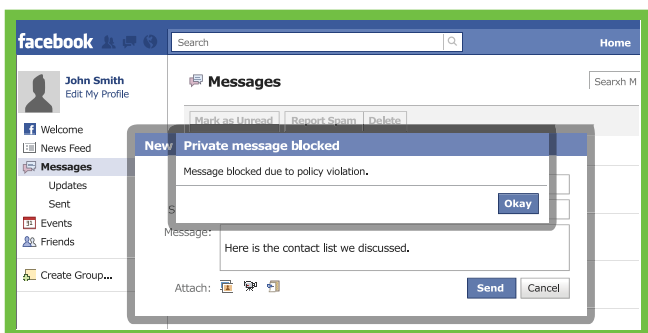 facebook
Search
Home
John Smith
Edit My Profile
Messages
Searxh M
Mark as Unread Report Spam Delete
Welcome
News Feed
Messages
Updates
Sent
31 Events
Friends
Create Group...
New
Private message blocked
Message blocked due to policy violation.
Okay
S
Message:
Here is the contact list we discussed.
Attach:
Send Cancel